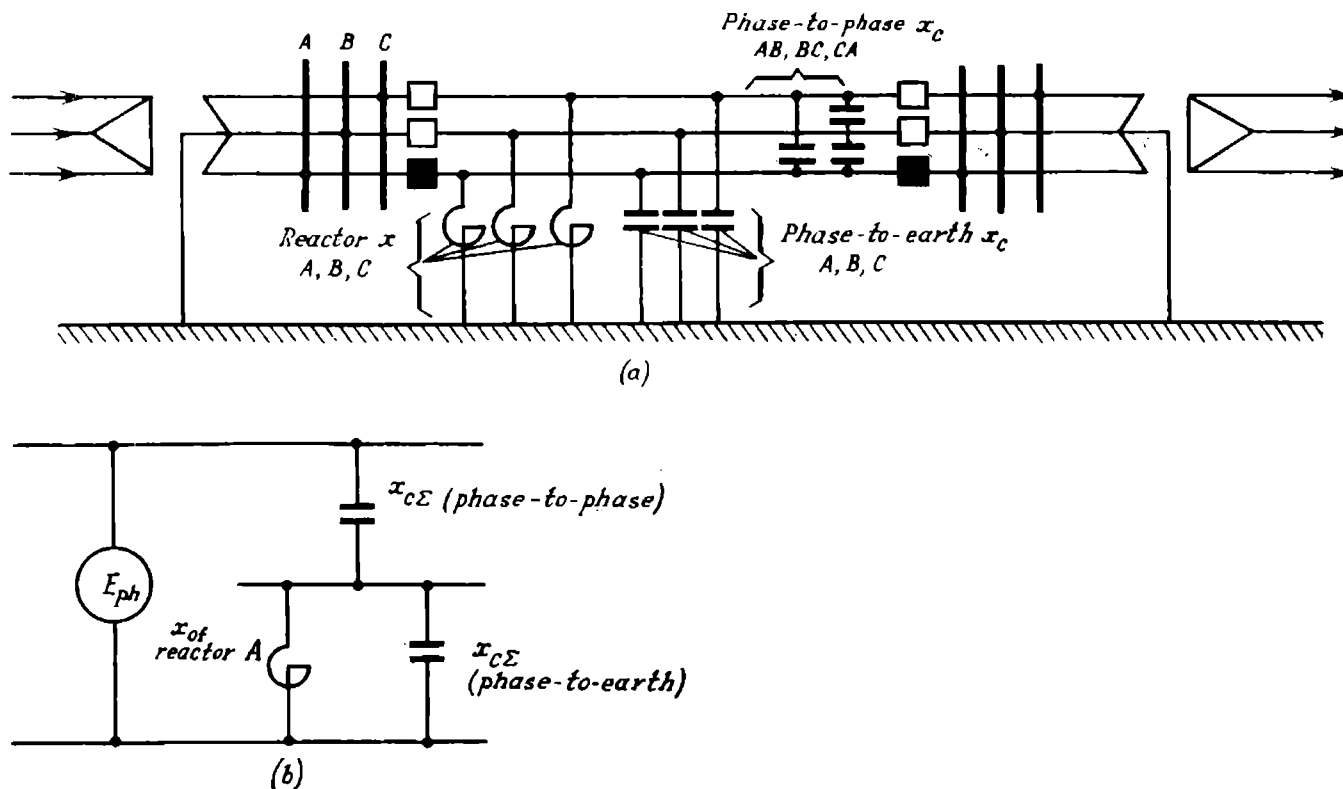 A B C
Phase-to-phase x_c
AB, BC, CA
Reactor x
A, B, C
Phase-to-earth x_c
A, B, C
(a)
x_cΣ (phase-to-phase)
E_ph
x_of
reactor A
x_cΣ
(phase-to-earth)
(b)